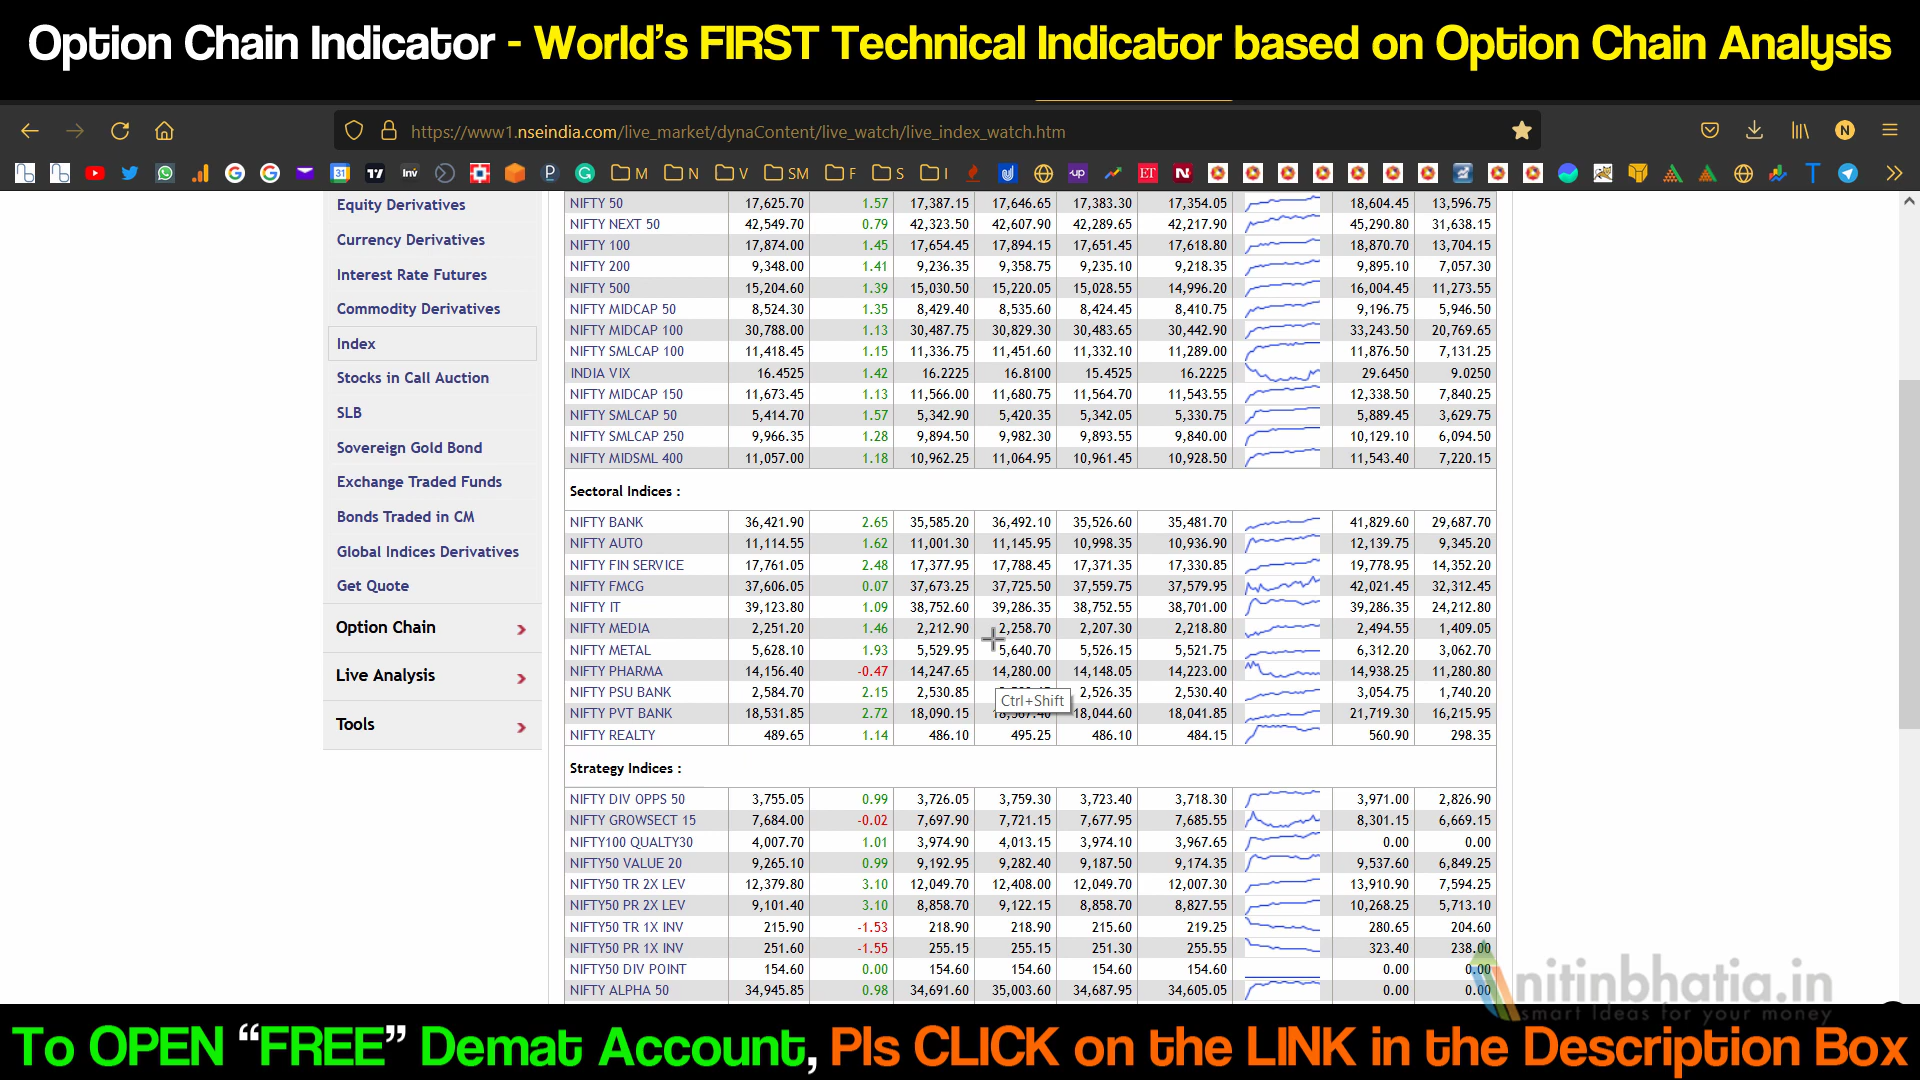 Option Chain Indicator - World's FIRST Technical Indicator based on Option Chain Analysis
https://www1.nseindia.com/live_market/dynaContent/live_watch/live_index_watch.htm
N
31 Inv P M N V SM F S I up ET N T
Equity Derivatives
Currency Derivatives
Interest Rate Futures
Commodity Derivatives
Index
Stocks in Call Auction
SLB
Sovereign Gold Bond
Exchange Traded Funds
Bonds Traded in CM
Global Indices Derivatives
Get Quote
Option Chain
Live Analysis
Tools
NIFTY 50 17,625.70 1.57 17,387.15 17,646.65 17,383.30 17,354.05 18,604.45 13,596.75
NIFTY NEXT 50 42,549.70 0.79 42,323.50 42,607.90 42,289.65 42,217.90 45,290.80 31,638.15
NIFTY 100 17,874.00 1.45 17,654.45 17,894.15 17,651.45 17,618.80 18,870.70 13,704.15
NIFTY 200 9,348.00 1.41 9,236.35 9,358.75 9,235.10 9,218.35 9,895.10 7,057.30
NIFTY 500 15,204.60 1.39 15,030.50 15,220.05 15,028.55 14,996.20 16,004.45 11,273.55
NIFTY MIDCAP 50 8,524.30 1.35 8,429.40 8,535.60 8,424.45 8,410.75 9,196.75 5,946.50
NIFTY MIDCAP 100 30,788.00 1.13 30,487.75 30,829.30 30,483.65 30,442.90 33,243.50 20,769.65
NIFTY SMLCAP 100 11,418.45 1.15 11,336.75 11,451.60 11,332.10 11,289.00 11,876.50 7,131.25
INDIA VIX 16.4525 1.42 16.2225 16.8100 15.4525 16.2225 29.6450 9.0250
NIFTY MIDCAP 150 11,673.45 1.13 11,566.00 11,680.75 11,564.70 11,543.55 12,338.50 7,840.25
NIFTY SMLCAP 50 5,414.70 1.57 5,342.90 5,420.35 5,342.05 5,330.75 5,889.45 3,629.75
NIFTY SMLCAP 250 9,966.35 1.28 9,894.50 9,982.30 9,893.55 9,840.00 10,129.10 6,094.50
NIFTY MIDSML 400 11,057.00 1.18 10,962.25 11,064.95 10,961.45 10,928.50 11,543.40 7,220.15
Sectoral Indices :
NIFTY BANK 36,421.90 2.65 35,585.20 36,492.10 35,526.60 35,481.70 41,829.60 29,687.70
NIFTY AUTO 11,114.55 1.62 11,001.30 11,145.95 10,998.35 10,936.90 12,139.75 9,345.20
NIFTY FIN SERVICE 17,761.05 2.48 17,377.95 17,788.45 17,371.35 17,330.85 19,778.95 14,352.20
NIFTY FMCG 37,606.05 0.07 37,673.25 37,725.50 37,559.75 37,579.95 42,021.45 32,312.45
NIFTY IT 39,123.80 1.09 38,752.60 39,286.35 38,752.55 38,701.00 39,286.35 24,212.80
NIFTY MEDIA 2,251.20 1.46 2,212.90 2,258.70 2,207.30 2,218.80 2,494.55 1,409.05
NIFTY METAL 5,628.10 1.93 5,529.95 5,640.70 5,526.15 5,521.75 6,312.20 3,062.70
NIFTY PHARMA 14,156.40 -0.47 14,247.65 14,280.00 14,148.05 14,223.00 14,938.25 11,280.80
NIFTY PSU BANK 2,584.70 2.15 2,530.85 2,526.35 2,530.40 3,054.75 1,740.20
Ctrl+Shift
NIFTY PVT BANK 18,531.85 2.72 18,090.15 18,044.60 18,041.85 21,719.30 16,215.95
NIFTY REALTY 489.65 1.14 486.10 495.25 486.10 484.15 560.90 298.35
Strategy Indices :
NIFTY DIV OPPS 50 3,755.05 0.99 3,726.05 3,759.30 3,723.40 3,718.30 3,971.00 2,826.90
NIFTY GROWSECT 15 7,684.00 -0.02 7,697.90 7,721.15 7,677.95 7,685.55 8,301.15 6,669.15
NIFTY100 QUALTY30 4,007.70 1.01 3,974.90 4,013.15 3,974.10 3,967.65 0.00 0.00
NIFTY50 VALUE 20 9,265.10 0.99 9,192.95 9,282.40 9,187.50 9,174.35 9,537.60 6,849.25
NIFTY50 TR 2X LEV 12,379.80 3.10 12,049.70 12,408.00 12,049.70 12,007.30 13,910.90 7,594.25
NIFTY50 PR 2X LEV 9,101.40 3.10 8,858.70 9,122.15 8,858.70 8,827.55 10,268.25 5,713.10
NIFTY50 TR 1X INV 215.90 -1.53 218.90 218.90 215.60 219.25 280.65 204.60
NIFTY50 PR 1X INV 251.60 -1.55 255.15 255.15 251.30 255.55 323.40 238.00
NIFTY50 DIV POINT 154.60 0.00 154.60 154.60 154.60 154.60 0.00 0.00
NIFTY ALPHA 50 34,945.85 0.98 34,691.60 35,003.60 34,687.95 34,605.05 0.00 0.00
nitinbhatia.in
smart Ideas for your money
To OPEN “FREE” Demat Account, Pls CLICK on the LINK in the Description Box